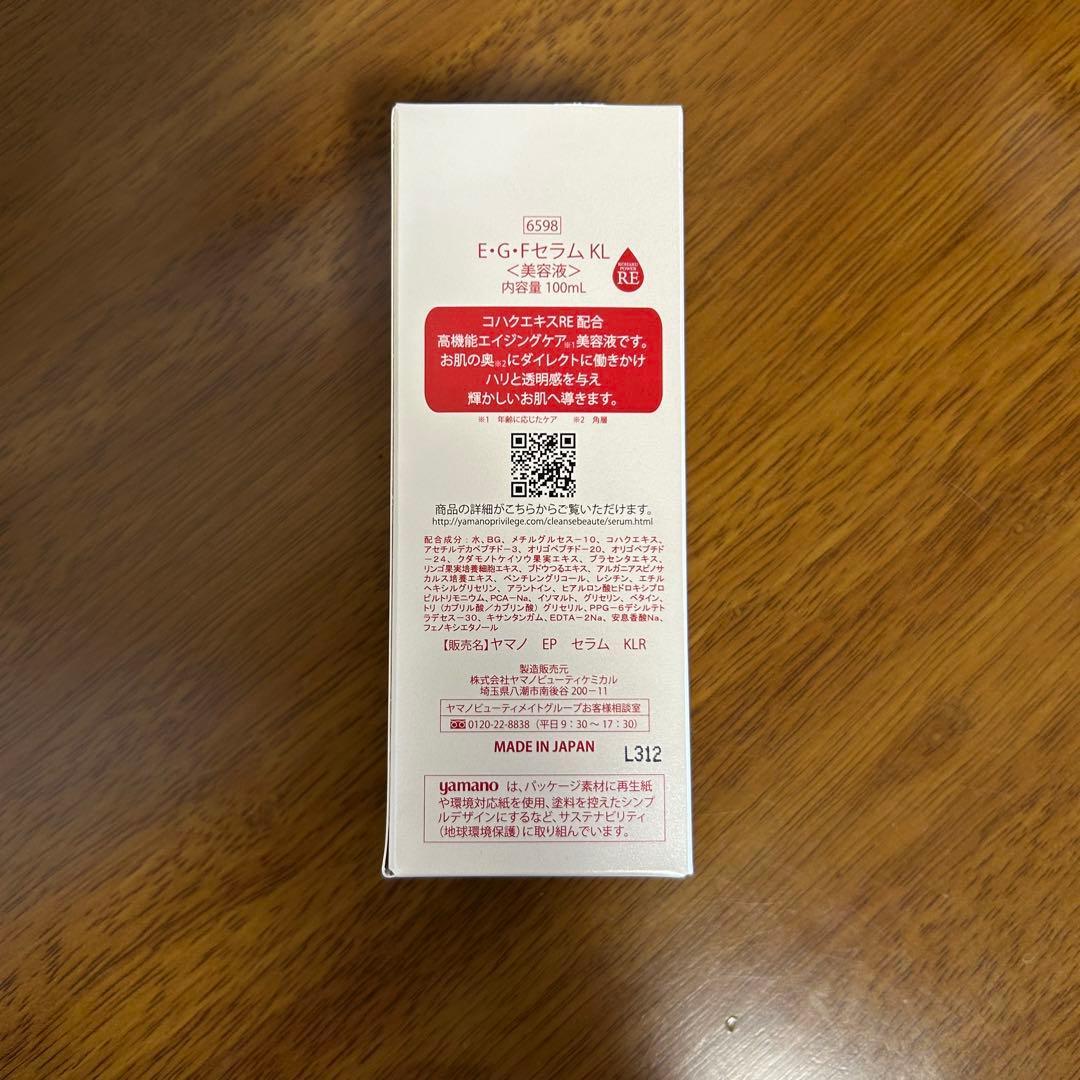 6598
E・G・Fセラム KL
＜美容液＞
内容量 100mL
KOHAKU
POWER
RE
コハクエキスRE 配合
高機能エイジングケア※1美容液です。
お肌の奥※2にダイレクトに働きかけ
ハリと透明感を与え
輝かしいお肌へ導きます。
※1 年齢に応じたケア ※2 角層
商品の詳細がこちらからご覧いただけます。
http://yamanoprivilege.com/cleansebeaute/serum.html
配合成分：水、BG、メチルグルセス－10、コハクエキス、
アセチルデカペプチド－3、オリゴペプチド－20、オリゴペプチド
－24、クダモノトケイソウ果実エキス、プラセンタエキス、
リンゴ果実培養細胞エキス、ブドウつるエキス、アルガニアスピノサ
カルス培養エキス、ペンチレングリコール、レシチン、エチル
ヘキシルグリセリン、アラントイン、ヒアルロン酸ヒドロキシプロ
ピルトリモニウム、PCA－Na、イソマルト、グリセリン、ベタイン、
トリ（カプリル酸／カプリン酸）グリセリル、PPG－6デシルテト
ラデセス－30、キサンタンガム、EDTA－2Na、安息香酸Na、
フェノキシエタノール
【販売名】ヤマノ EP セラム KLR
製造販売元
株式会社ヤマノビューティケミカル
埼玉県八潮市南後谷 200－11
ヤマノビューティメイトグループお客様相談室
0120-22-8838（平日 9：30 ～ 17：30）
MADE IN JAPAN
L312
yamano は、パッケージ素材に再生紙
や環境対応紙を使用、塗料を控えたシンプ
ルデザインにするなど、サステナビリティ
（地球環境保護）に取り組んでいます。